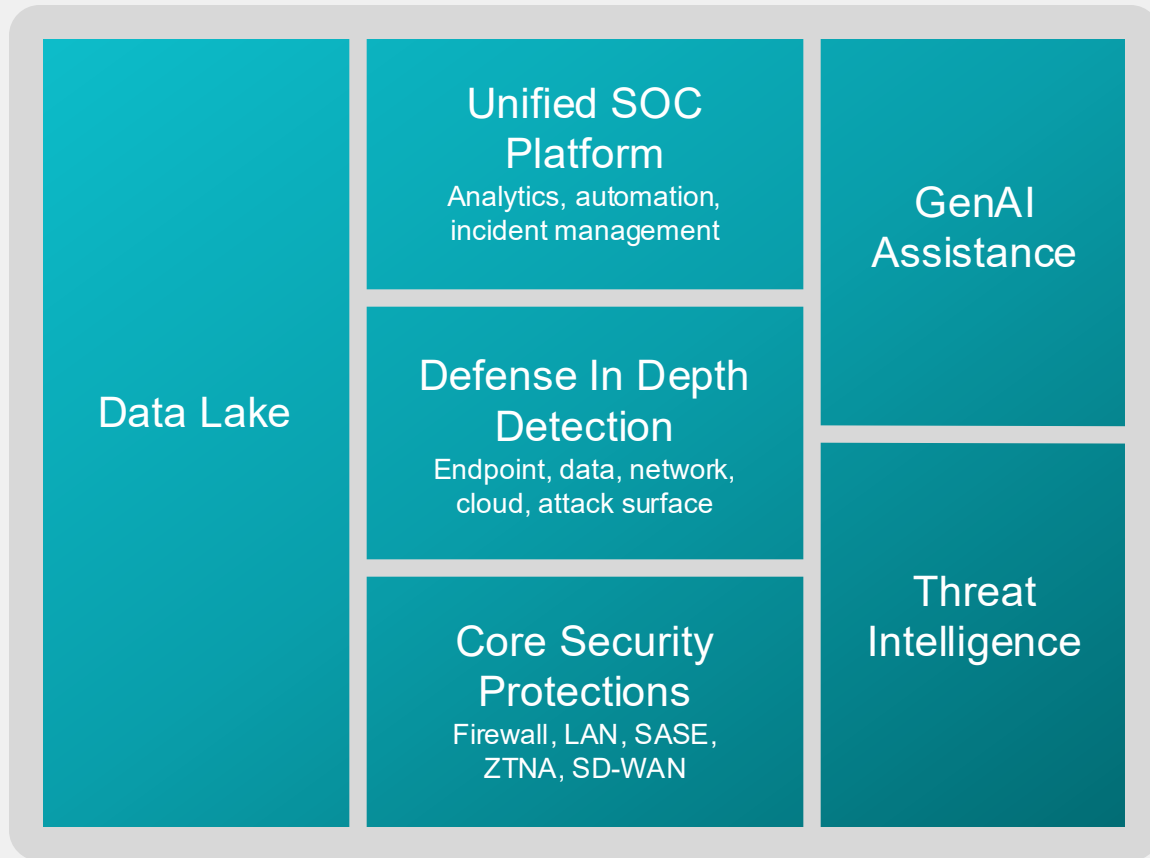 Data Lake
Unified SOC
Platform
Analytics, automation,
incident management
Defense In Depth
Detection
Endpoint, data, network,
cloud, attack surface
Core Security
Protections
Firewall, LAN, SASE,
ZTNA, SD-WAN
GenAI
Assistance
Threat
Intelligence